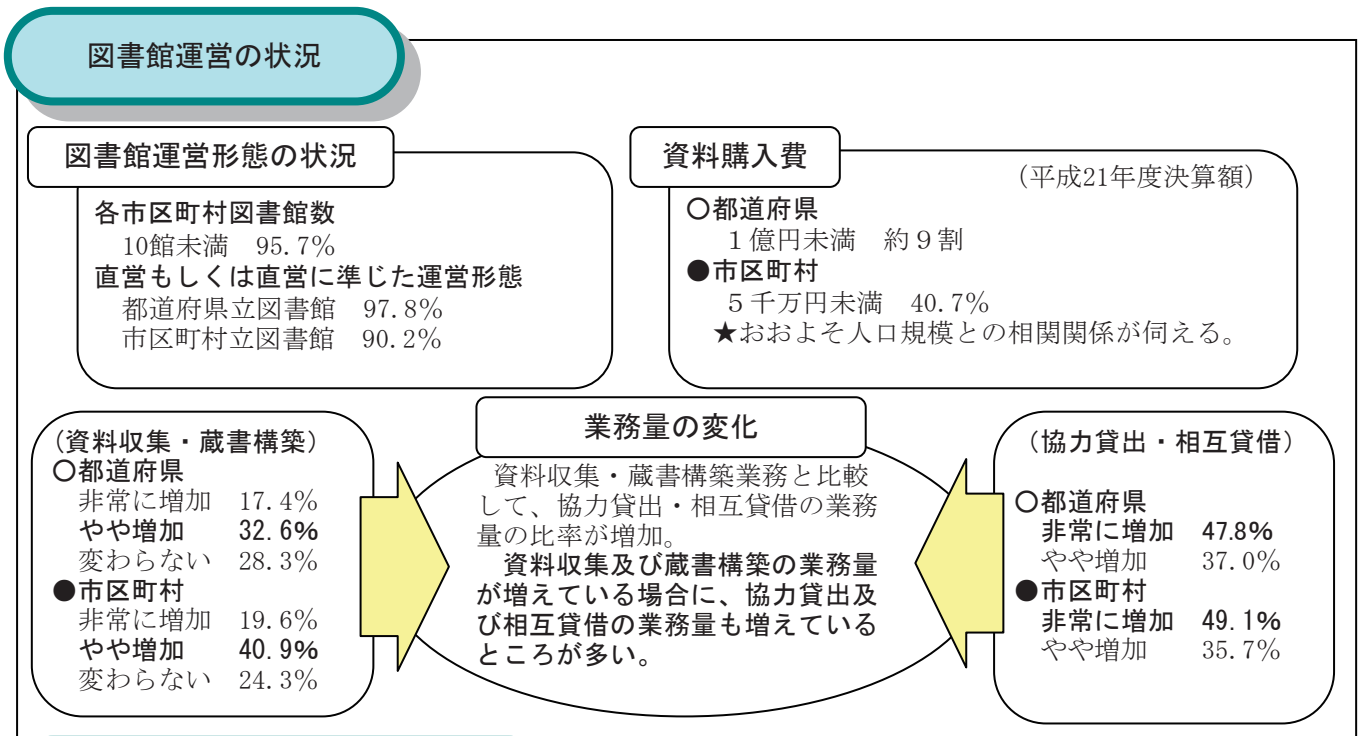 図書館運営の状況
図書館運営形態の状況
各市区町村図書館数
10館未満 95.7%
直営もしくは直営に準じた運営形態
都道府県立図書館 97.8%
市区町村立図書館 90.2%
資料購入費
(平成21年度決算額)
○都道府県
1億円未満 約9割
●市区町村
5千万円未満 40.7%
★おおよそ人口規模との相関関係が伺える。
(資料収集・蔵書構築)
○都道府県
非常に増加 17.4%
やや増加 32.6%
変わらない 28.3%
●市区町村
非常に増加 19.6%
やや増加 40.9%
変わらない 24.3%
業務量の変化
資料収集・蔵書構築業務と比較
して、協力貸出・相互貸借の業務
量の比率が増加。
資料収集及び蔵書構築の業務量
が増えている場合に、協力貸出及
び相互貸借の業務量も増えている
ところが多い。
(協力貸出・相互貸借)
○都道府県
非常に増加 47.8%
やや増加 37.0%
●市区町村
非常に増加 49.1%
やや増加 35.7%